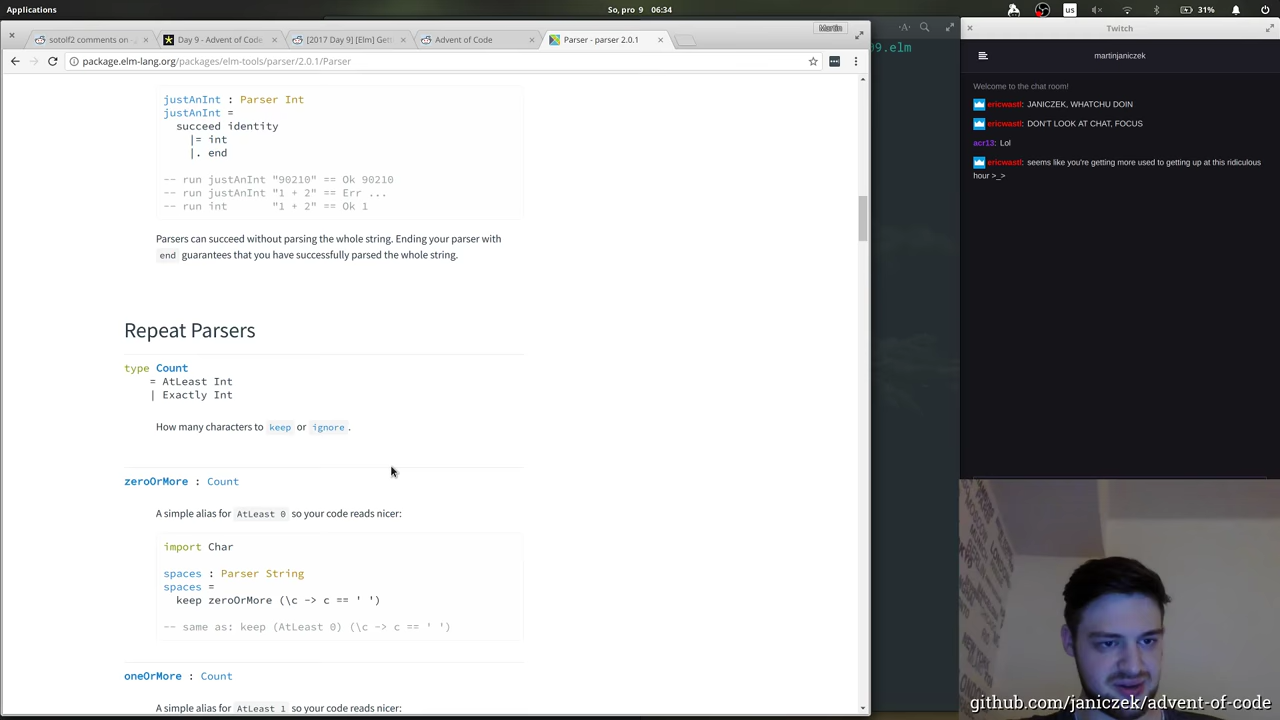 Applications
So, pro 9 06:34
us
31%
sotolf2 comments on
Day 9 - Advent of Code
[2017 Day 9] [Elm] Get
Advent of Code
Parser - parser 2.0.1
Martin
package.elm-lang.org/packages/elm-tools/parser/2.0.1/Parser
09.elm
justAnInt : Parser Int
justAnInt =
succeed identity
|= int
|. end
-- run justAnInt "90210" == Ok 90210
-- run justAnInt "1 + 2" == Err ...
-- run int "1 + 2" == Ok 1
Parsers can succeed without parsing the whole string. Ending your parser with
end guarantees that you have successfully parsed the whole string.
Repeat Parsers
type Count
= AtLeast Int
| Exactly Int
How many characters to keep or ignore.
zeroOrMore : Count
A simple alias for AtLeast 0 so your code reads nicer:
import Char
spaces : Parser String
spaces =
keep zeroOrMore (\c -> c == ' ')
-- same as: keep (AtLeast 0) (\c -> c == ' ')
oneOrMore : Count
A simple alias for AtLeast 1 so your code reads nicer:
Twitch
martinjaniczek
Welcome to the chat room!
ericwastl: JANICZEK, WHATCHU DOIN
ericwastl: DON'T LOOK AT CHAT, FOCUS
acr13: Lol
ericwastl: seems like you're getting more used to getting up at this ridiculous
hour >_>
github.com/janiczek/advent-of-code